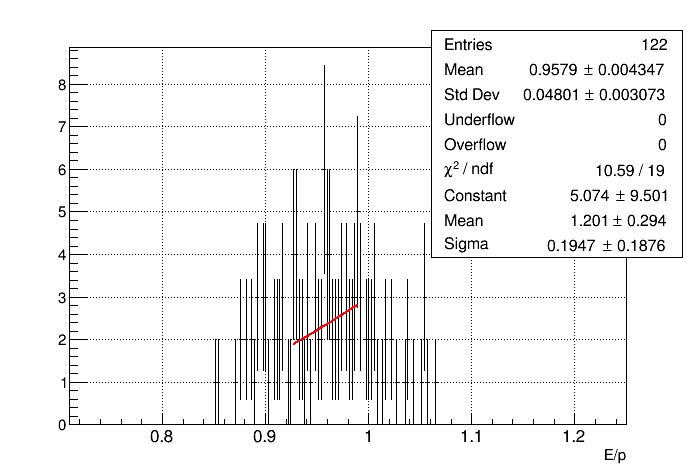 Entries 122
Mean 0.9579 ± 0.004347
Std Dev 0.04801 ± 0.003073
Underflow 0
Overflow 0
χ² / ndf 10.59 / 19
Constant 5.074 ± 9.501
Mean 1.201 ± 0.294
Sigma 0.1947 ± 0.1876
8
7
6
5
4
3
2
1
0
0.8 0.9 1 1.1 1.2
E/p